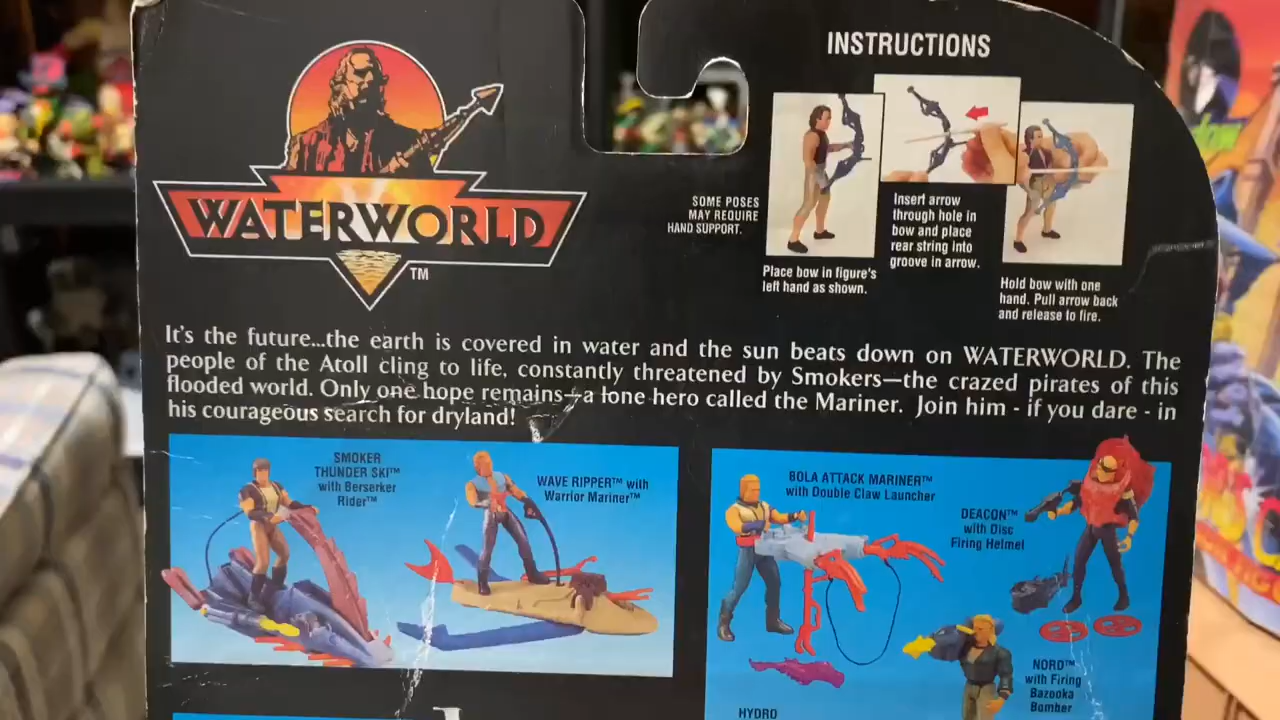 WATERWORLD
TM
INSTRUCTIONS
SOME POSES
MAY REQUIRE
HAND SUPPORT.
Place bow in figure's
left hand as shown.
Insert arrow
through hole in
bow and place
rear string into
groove in arrow.
Hold bow with one
hand. Pull arrow back
and release to fire.
It's the future...the earth is covered in water and the sun beats down on WATERWORLD. The
people of the Atoll cling to life, constantly threatened by Smokers—the crazed pirates of this
flooded world. Only one hope remains—a lone hero called the Mariner. Join him - if you dare - in
his courageous search for dryland!
SMOKER
THUNDER SKI™
with Berserker
Rider™
WAVE RIPPER™ with
Warrior Mariner™
BOLA ATTACK MARINER™
with Double Claw Launcher
DEACON™
with Disc
Firing Helmet
NORD™
with Firing
Bazooka
Bomber
HYDRO